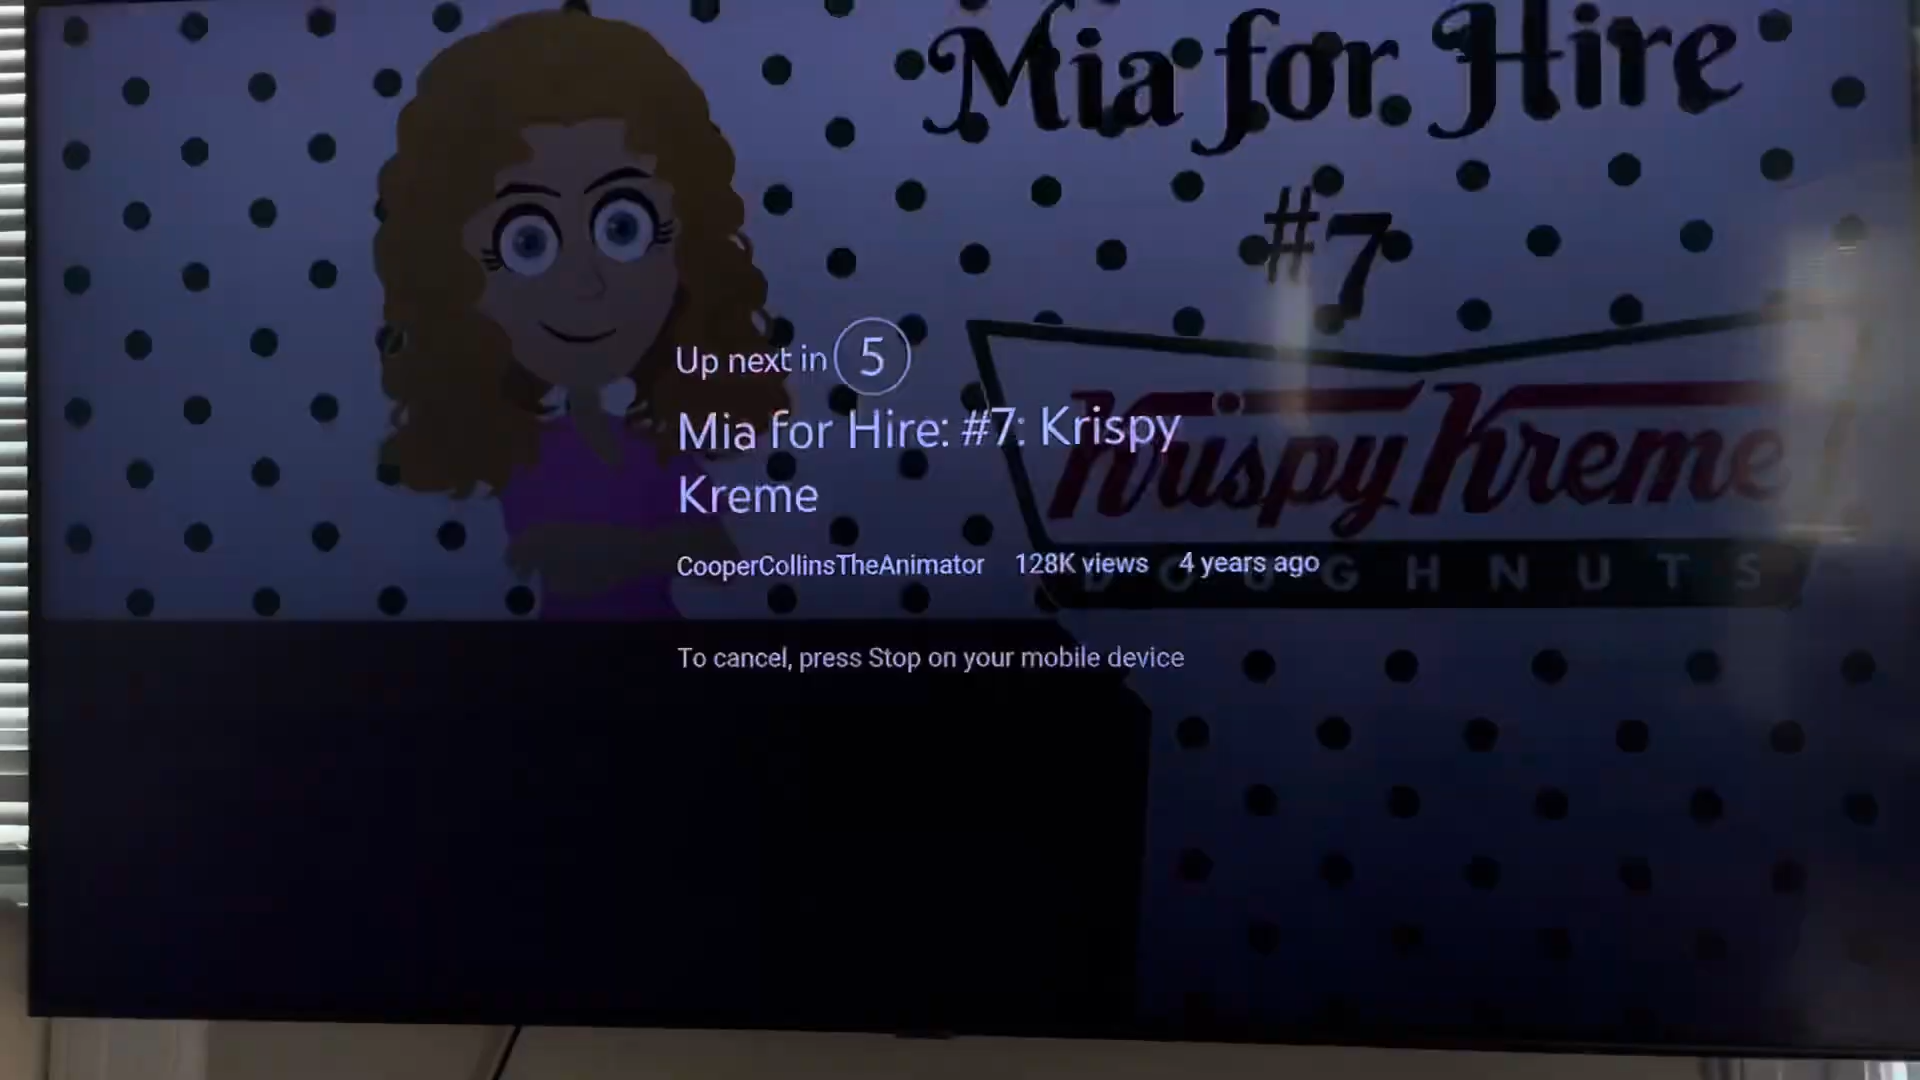 Mia for Hire
#7
Up next in 5
Mia for Hire: #7: Krispy
Kreme
Krispy Kreme
DOUGHNUTS
CooperCollinsTheAnimator 128K views 4 years ago
To cancel, press Stop on your mobile device